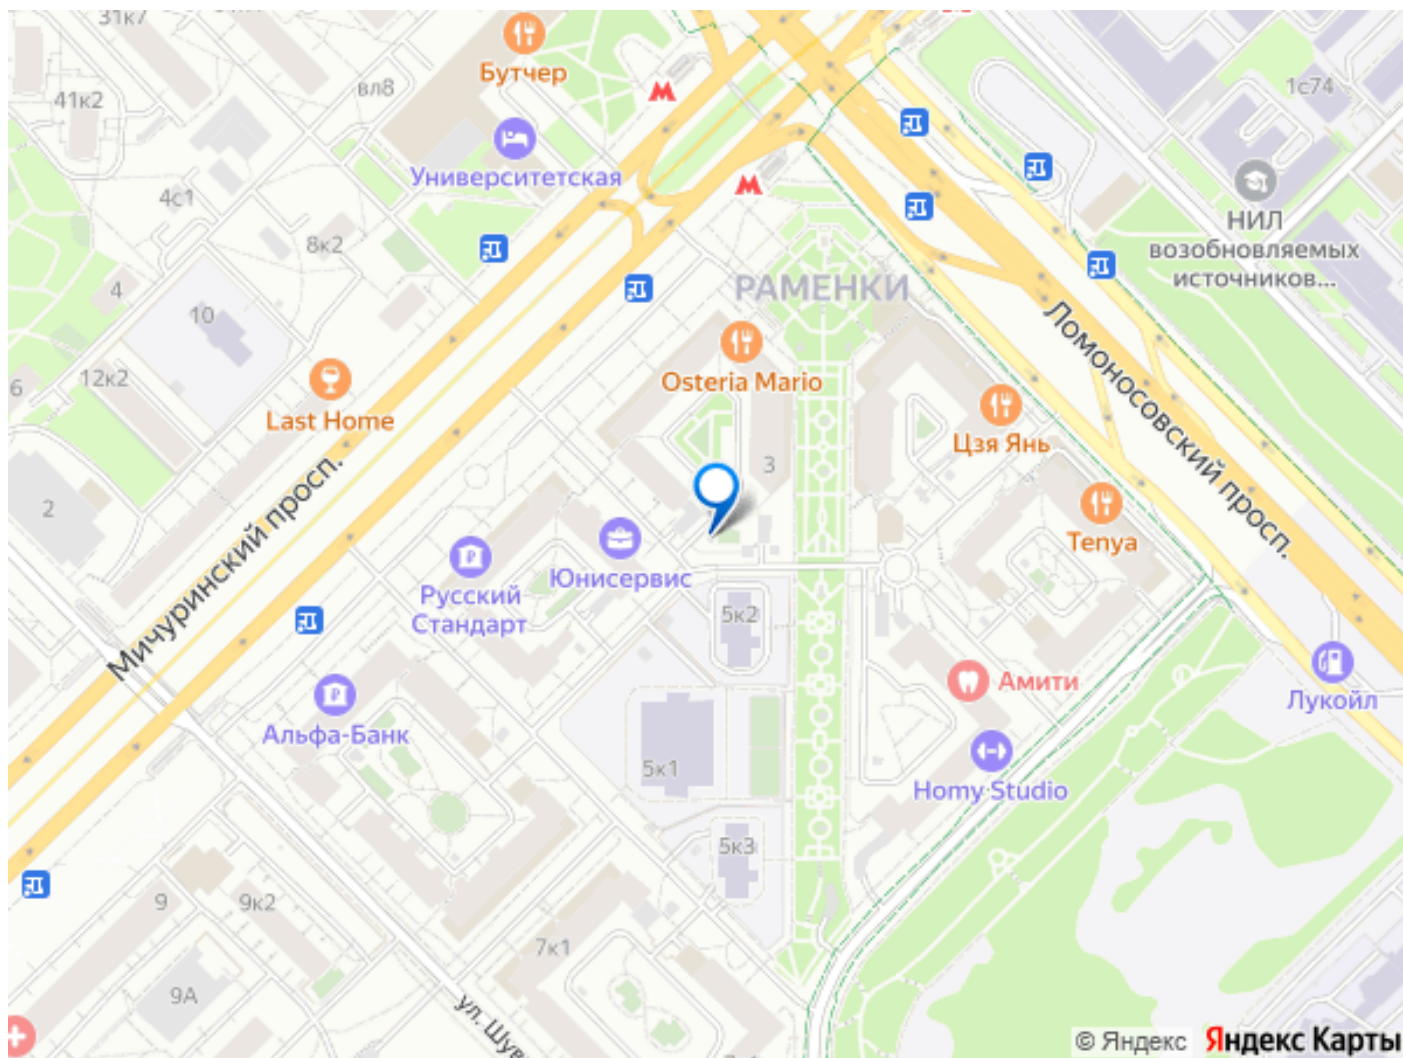 31к7
Бутчер
вл8
41к2
1с74
Университетская
4с1
НИЛ
возобновляемых
источников...
8к2
4
РАМЕНКИ
10
Ломоносовский просп.
6
12к2
Osteria Mario
Last Home
Цзя Янь
3
2
Мичуринский просп.
Tenya
Юнисервис
Русский
Стандарт
5к2
Амити
Лукойл
Альфа-Банк
5к1
Homy Studio
5к3
9
9к2
7к1
9А
ул. Шув
© Яндекс Яндекс Карты